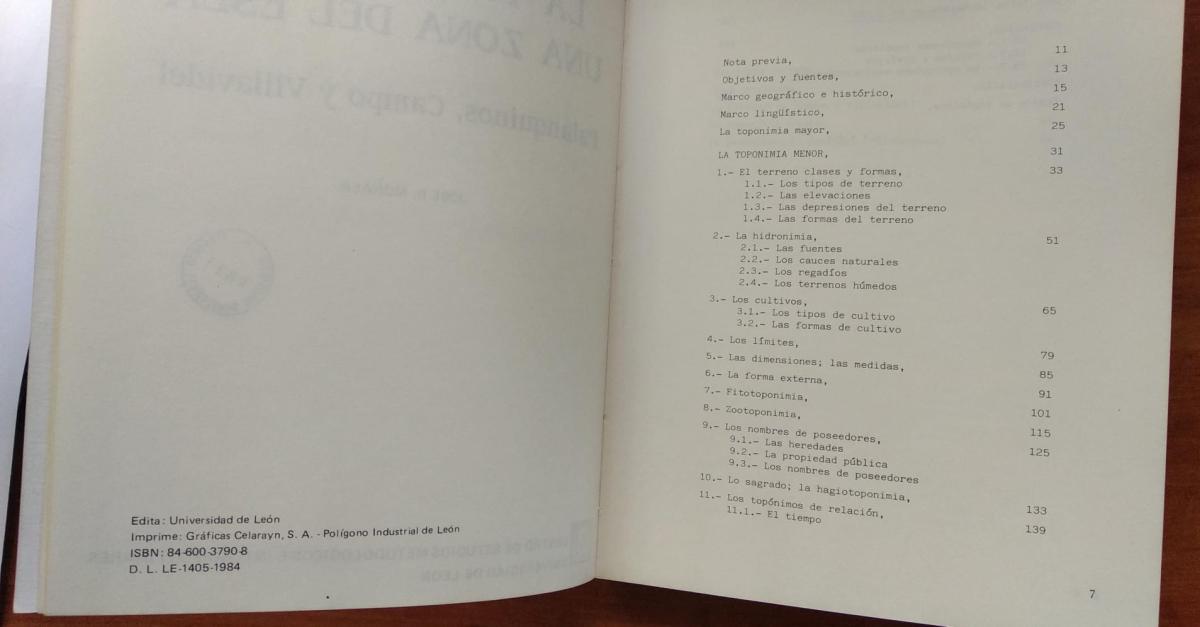 Edita: Universidad de León
Imprime: Gráficas Celarayn, S. A. - Polígono Industrial de León
ISBN: 84-600-3790-8
D. L. LE-1405-1984
Nota previa, 11
Objetivos y fuentes, 13
Marco geográfico e histórico, 15
Marco lingüístico, 21
La toponimia mayor, 25
LA TOPONIMIA MENOR, 31
1.- El terreno clases y formas, 33
1.1.- Los tipos de terreno
1.2.- Las elevaciones
1.3.- Las depresiones del terreno
1.4.- Las formas del terreno
2.- La hidronimia, 51
2.1.- Las fuentes
2.2.- Los cauces naturales
2.3.- Los regadíos
2.4.- Los terrenos húmedos
3.- Los cultivos, 65
3.1.- Los tipos de cultivo
3.2.- Las formas de cultivo
4.- Los límites, 79
5.- Las dimensiones; las medidas, 85
6.- La forma externa, 91
7.- Fitotoponimia, 101
8.- Zootoponimia, 115
9.- Los nombres de poseedores, 125
9.1.- Las heredades
9.2.- La propiedad pública
9.3.- Los nombres de poseedores
10.- Lo sagrado; la hagiotoponimia, 133
11.- Los topónimos de relación, 139
11.1.- El tiempo
7